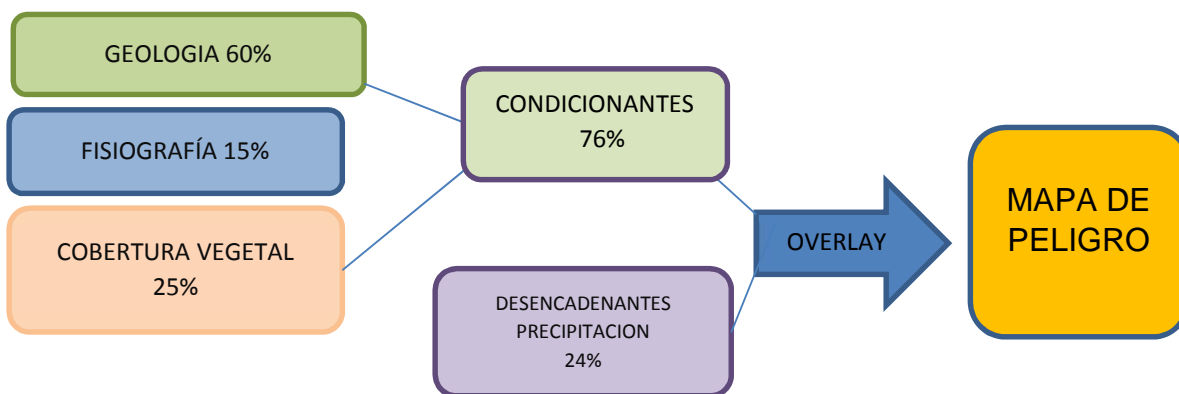 GEOLOGIA 60%
FISIOGRAFÍA 15%
COBERTURA VEGETAL
25%
CONDICIONANTES
76%
DESENCADENANTES
PRECIPITACION
24%
OVERLAY
MAPA DE
PELIGRO